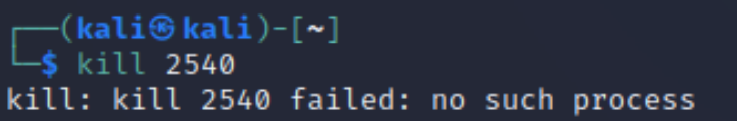 ┌──(kali㉿kali)-[~]
└─$ kill 2540
kill: kill 2540 failed: no such process